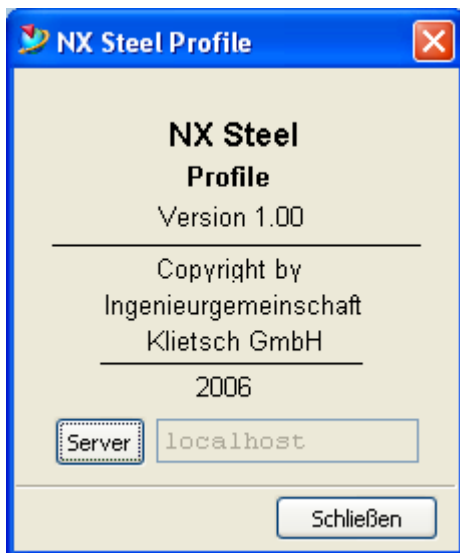 NX Steel Profile
NX Steel
Profile
Version 1.00
Copyright by
Ingenieurgemeinschaft
Klietsch GmbH
2006
Server
localhost
Schließen